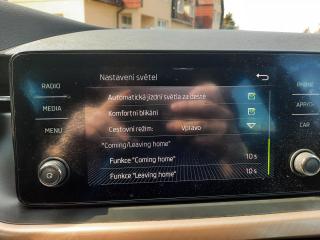 Nastavení světel
RADIO
MEDIA
MENU
Automatická jízdní světla za deště
Komfortní blikání
Cestovní režim: Vpravo
"Coming/Leaving home"
Funkce "Coming home" 10 s
Funkce "Leaving home" 10 s
PHONE
CAR